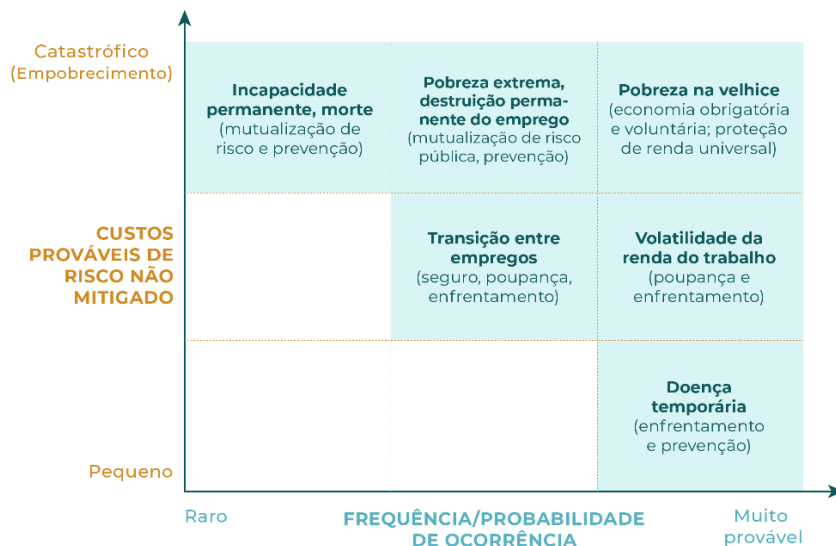 Catastrófico
(Empobrecimento)
Incapacidade
permanente, morte
(mutualização de
risco e prevenção)
Pobreza extrema,
destruição perma-
nente do emprego
(mutualização de risco
pública, prevenção)
Pobreza na velhice
(economia obrigatória
e voluntária; proteção
de renda universal)
CUSTOS
PROVÁVEIS DE
RISCO NÃO
MITIGADO
Transição entre
empregos
(seguro, poupança,
enfrentamento)
Volatilidade da
renda do trabalho
(poupança e
enfrentamento)
Doença
temporária
(enfrentamento
e prevenção)
Pequeno
Raro
FREQUÊNCIA/PROBABILIDADE
DE OCORRÊNCIA
Muito
provável